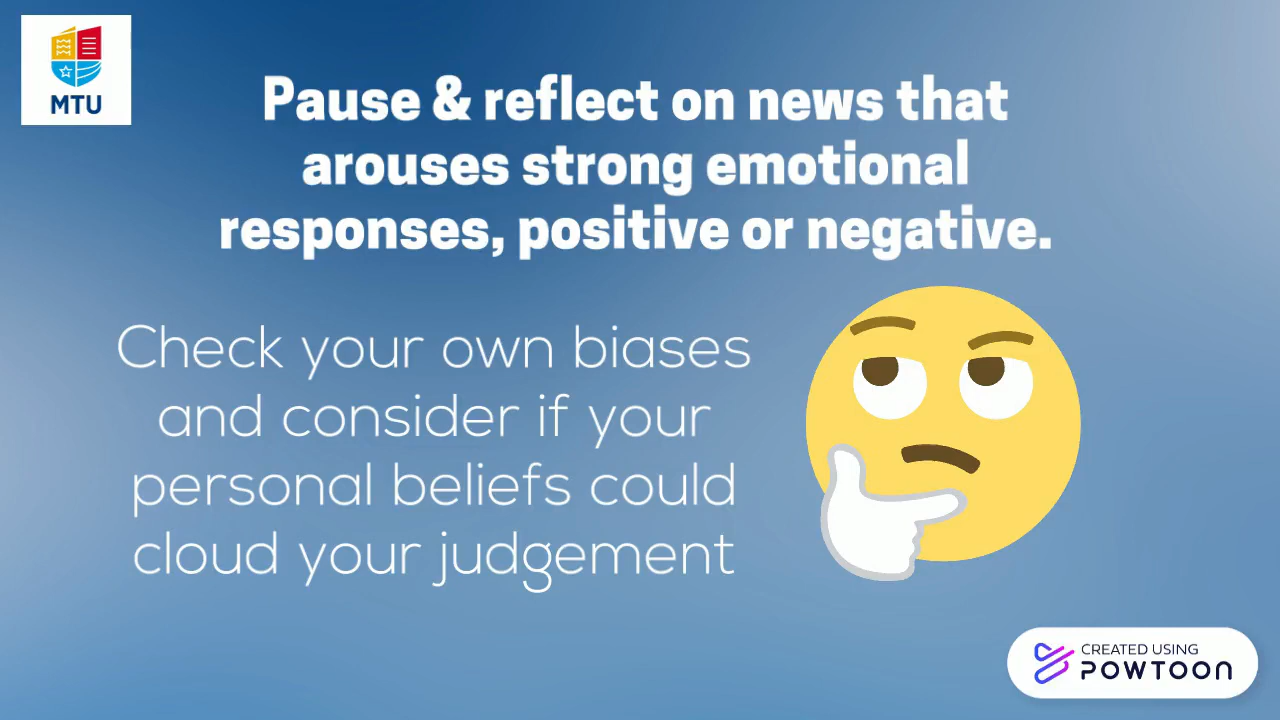 MTU
Pause & reflect on news that
arouses strong emotional
responses, positive or negative.
Check your own biases
and consider if your
personal beliefs could
cloud your judgement
CREATED USING
POWTOON